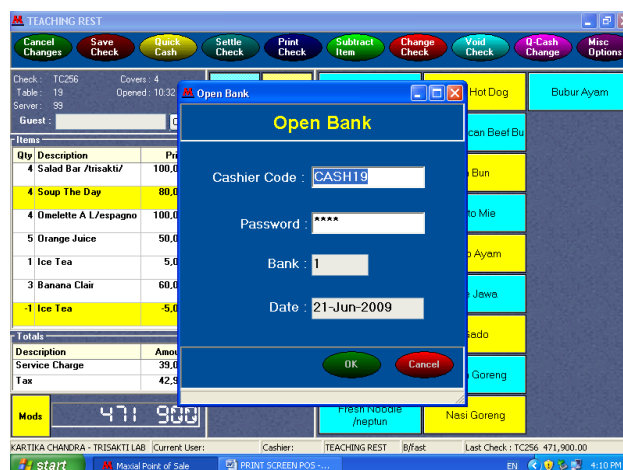 TEACHING REST
Cancel Changes
Save Check
Quick Cash
Settle Check
Print Check
Subtract Item
Change Check
Void Check
Q-Cash Change
Misc Options
Check : TC256 Covers : 4
Table : 19 Opened : 10:32
Server : 99
Guest :
Items
Qty Description
4 Salad Bar /trisakti/ 100,0
4 Soup The Day 80,0
4 Omelette A L/espagno 100,0
5 Orange Juice 50,0
1 Ice Tea 5,0
3 Banana Clair 60,0
-1 Ice Tea -5,0
Totals
Description Amou
Service Charge 39,0
Tax 42,9
Mods 471 900
Open Bank
Open Bank
Cashier Code : CASH19
Password : ****
Bank : 1
Date : 21-Jun-2009
OK Cancel
Hot Dog
Bubur Ayam
can Beef Bu
Bun
Mie
Ayam
Jawa
Goreng
Fresh Noodle /neptun
Nasi Goreng
KARTIKA CHANDRA - TRISAKTI LAB Current User: Cashier: TEACHING REST B/fast Last Check : TC256 471,900.00
start Maxial Point of Sale PRINT SCREEN POS -... EN 4:10 PM